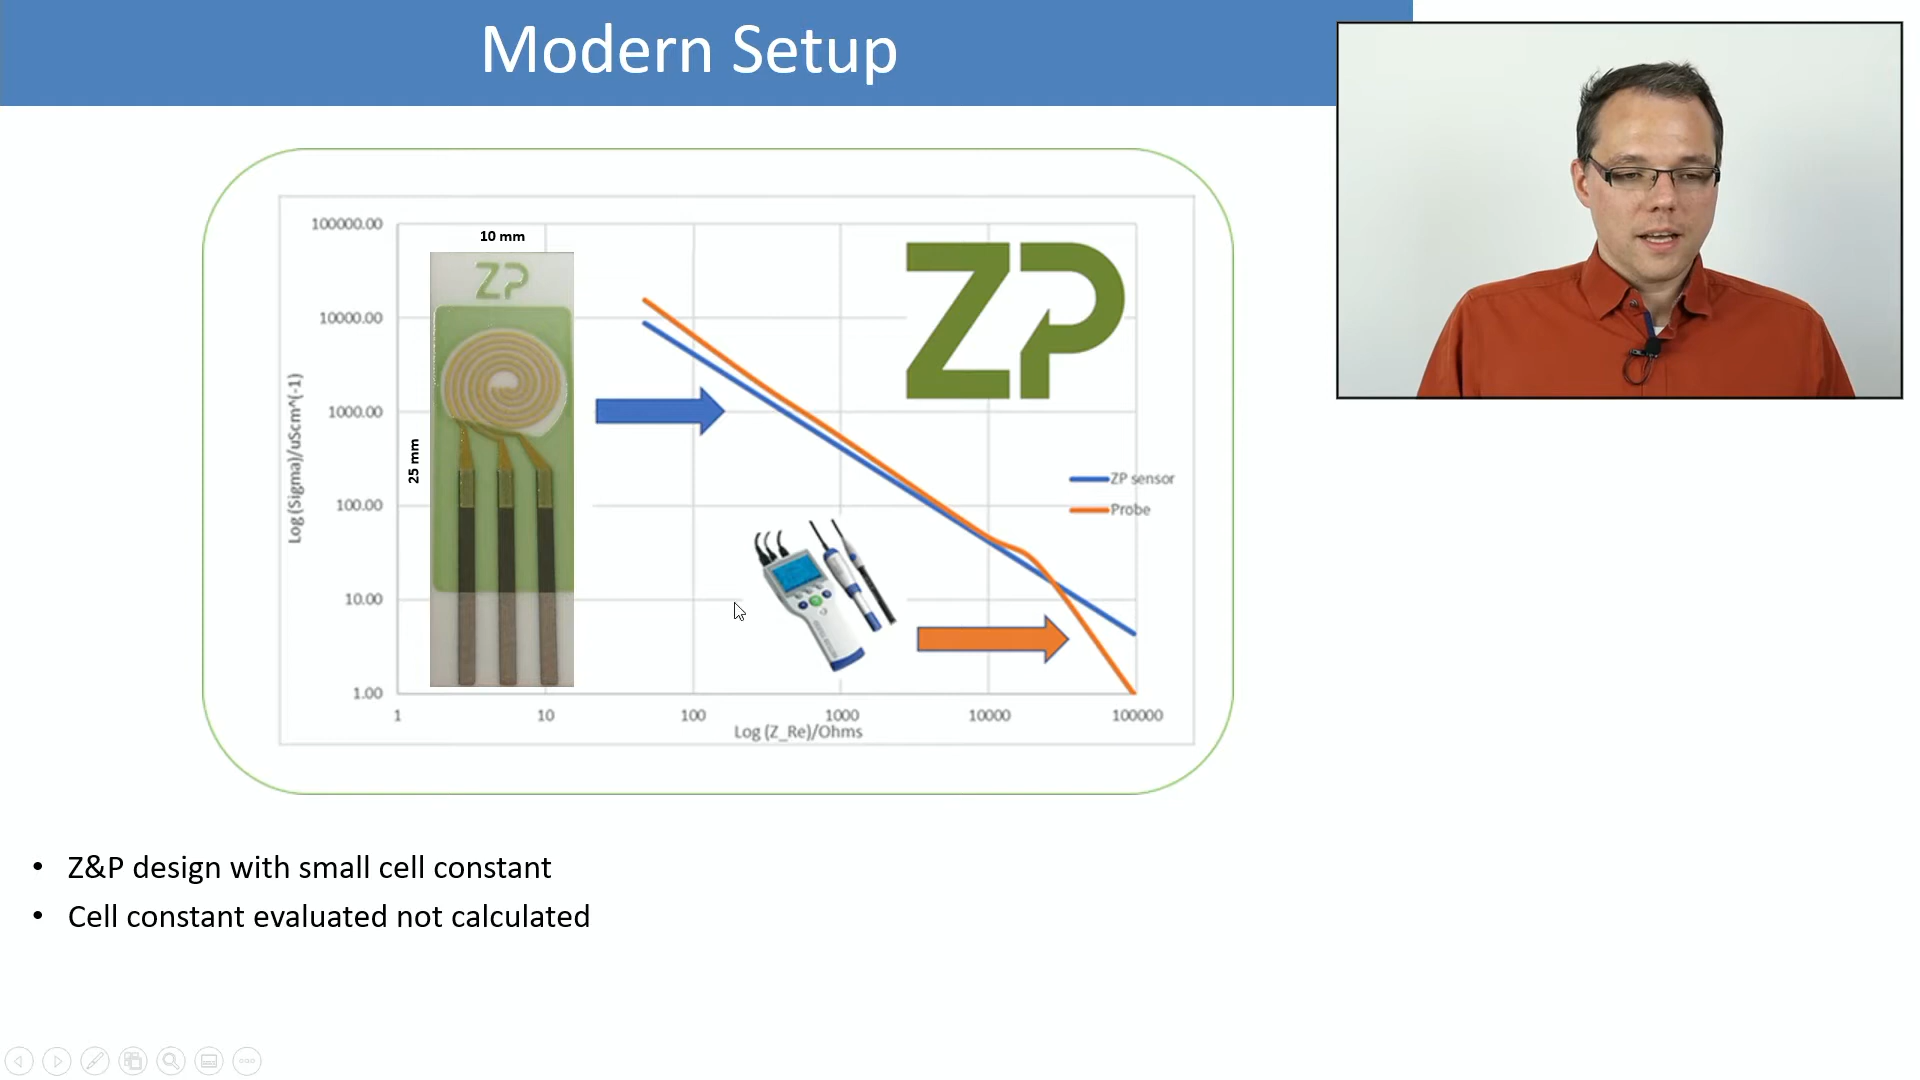 Modern Setup
100000.00
10000.00
1000.00
100.00
10.00
1.00
Log (Sigma)/uScm^(-1)
10 mm
ZP
25 mm
ZP
ZP sensor
Probe
1
10
100
1000
10000
100000
Log (Z_Re)/Ohms
• Z&P design with small cell constant
• Cell constant evaluated not calculated